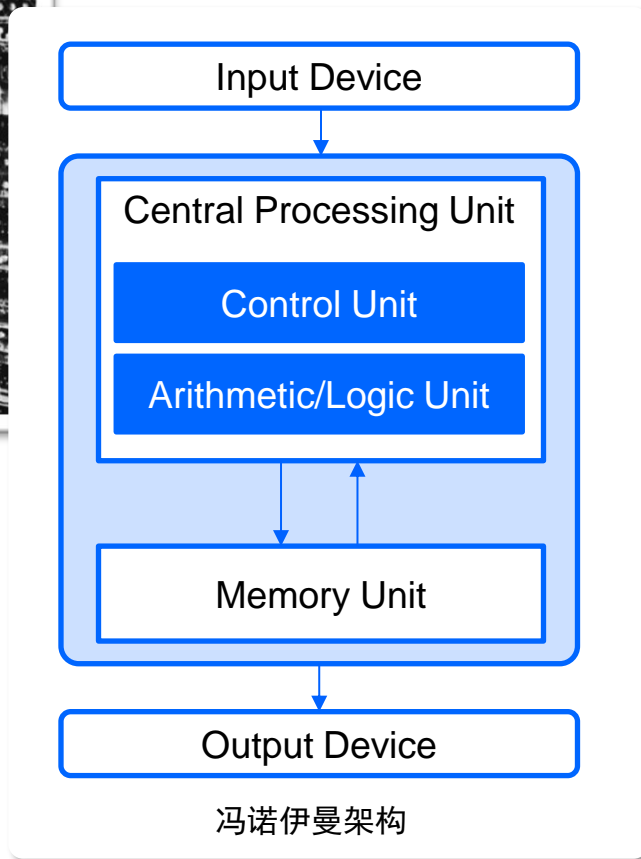 Input Device
Central Processing Unit
Control Unit
Arithmetic/Logic Unit
Memory Unit
Output Device
冯诺伊曼架构